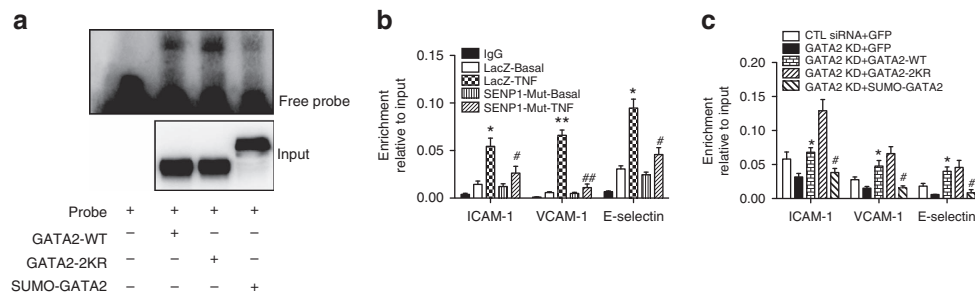 a
Free probe
Input
Probe + + + +
GATA2-WT – + – –
GATA2-2KR – – + –
SUMO-GATA2 – – – +
b
IgG
LacZ-Basal
LacZ-TNF
SENP1-Mut-Basal
SENP1-Mut-TNF
Enrichment
relative to input
0.15
0.10
0.05
0.00
* # ** ## * #
ICAM-1 VCAM-1 E-selectin
c
CTL siRNA+GFP
GATA2 KD+GFP
GATA2 KD+GATA2-WT
GATA2 KD+GATA2-2KR
GATA2 KD+SUMO-GATA2
Enrichment
relative to input
0.20
0.15
0.10
0.05
0.00
* # * # * #
ICAM-1 VCAM-1 E-selectin